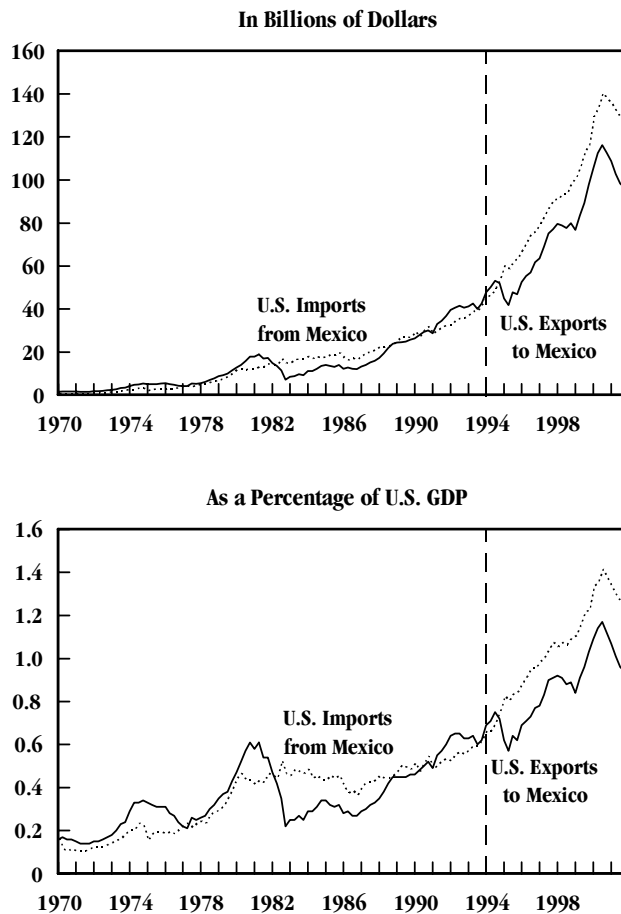 In Billions of Dollars
160
140
120
100
80
60
40
20
0
U.S. Imports
from Mexico
U.S. Exports
to Mexico
1970 1974 1978 1982 1986 1990 1994 1998
As a Percentage of U.S. GDP
1.6
1.4
1.2
1.0
0.8
0.6
0.4
0.2
0
U.S. Imports
from Mexico
U.S. Exports
to Mexico
1970 1974 1978 1982 1986 1990 1994 1998